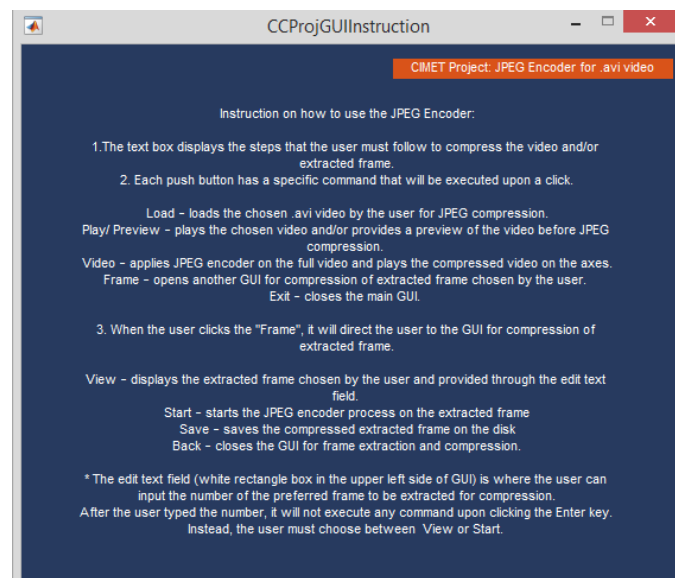 CCProjGUIInstruction
CIMET Project: JPEG Encoder for .avi video
Instruction on how to use the JPEG Encoder:
1.The text box displays the steps that the user must follow to compress the video and/or
extracted frame.
2. Each push button has a specific command that will be executed upon a click.
Load – loads the chosen .avi video by the user for JPEG compression.
Play/ Preview – plays the chosen video and/or provides a preview of the video before JPEG
compression.
Video – applies JPEG encoder on the full video and plays the compressed video on the axes.
Frame – opens another GUI for compression of extracted frame chosen by the user.
Exit – closes the main GUI.
3. When the user clicks the "Frame", it will direct the user to the GUI for compression of
extracted frame.
View – displays the extracted frame chosen by the user and provided through the edit text
field.
Start – starts the JPEG encoder process on the extracted frame
Save – saves the compressed extracted frame on the disk
Back – closes the GUI for frame extraction and compression.
* The edit text field (white rectangle box in the upper left side of GUI) is where the user can
input the number of the preferred frame to be extracted for compression.
After the user typed the number, it will not execute any command upon clicking the Enter key.
Instead, the user must choose between View or Start.